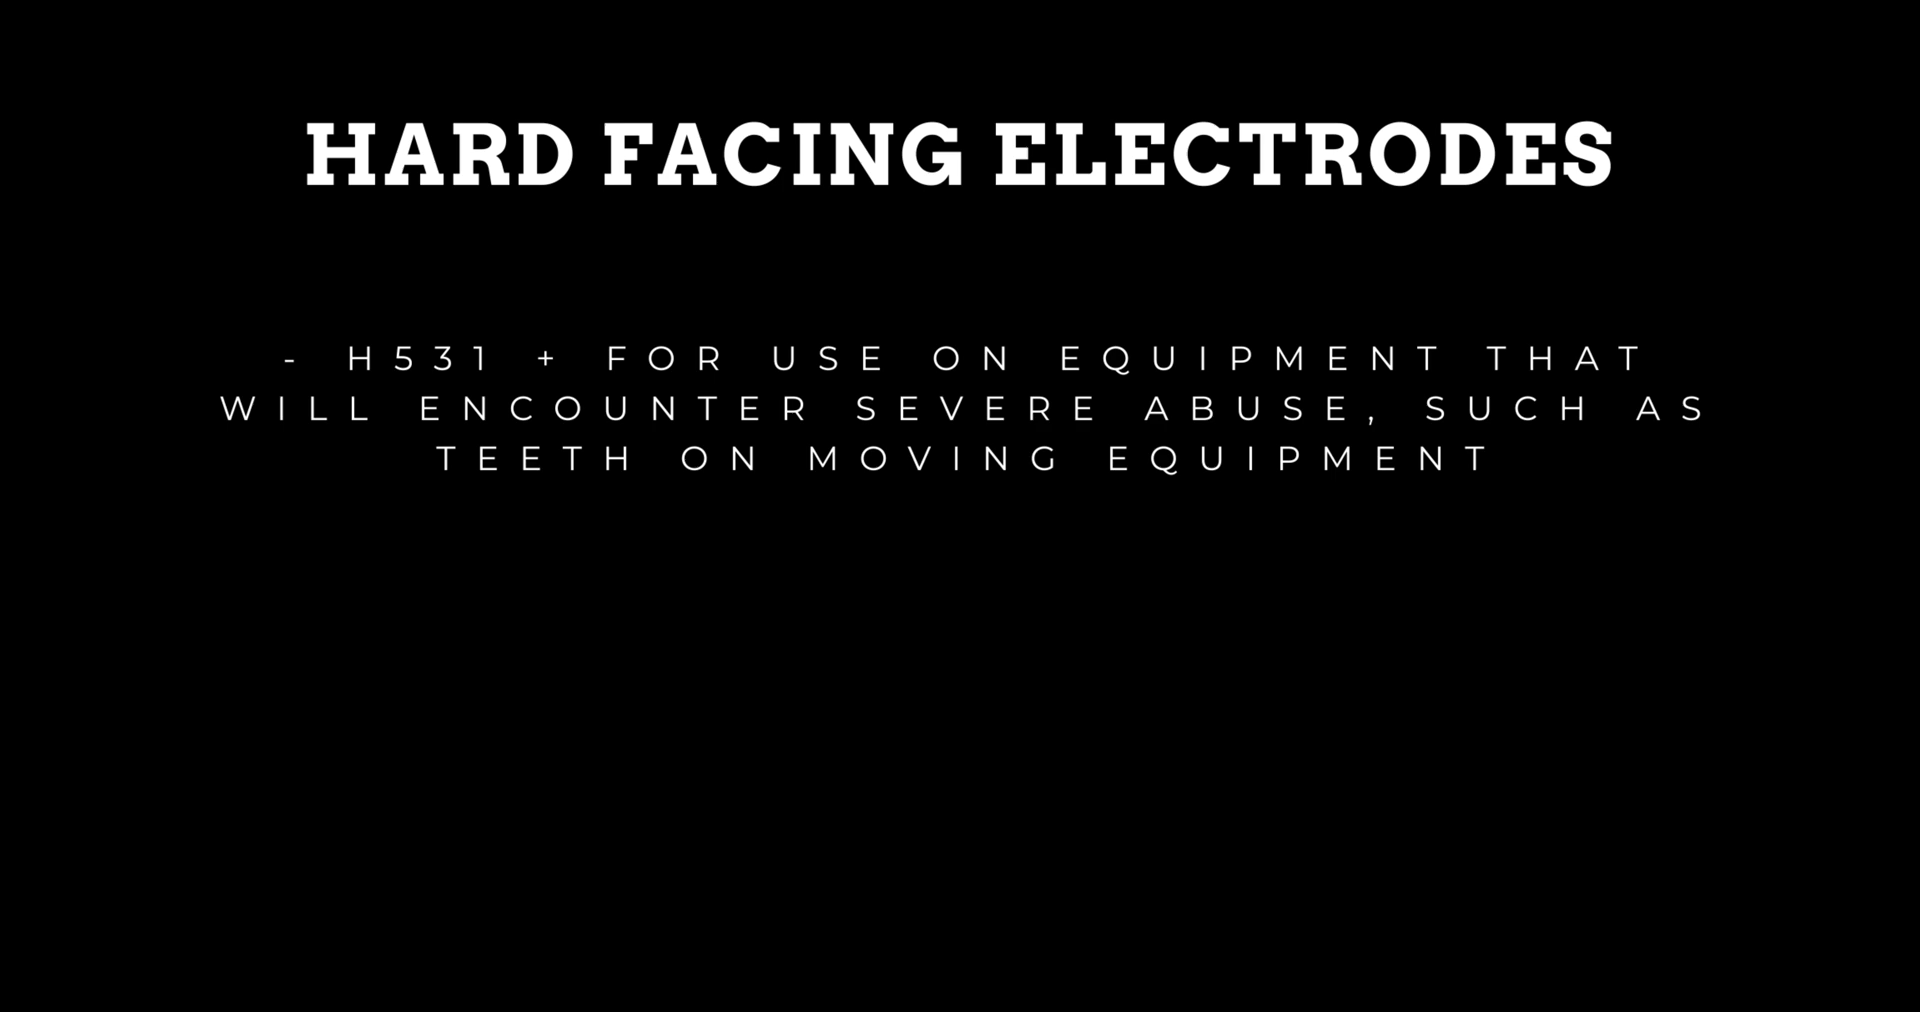 HARD FACING ELECTRODES
- H531 + FOR USE ON EQUIPMENT THAT
WILL ENCOUNTER SEVERE ABUSE, SUCH AS
TEETH ON MOVING EQUIPMENT